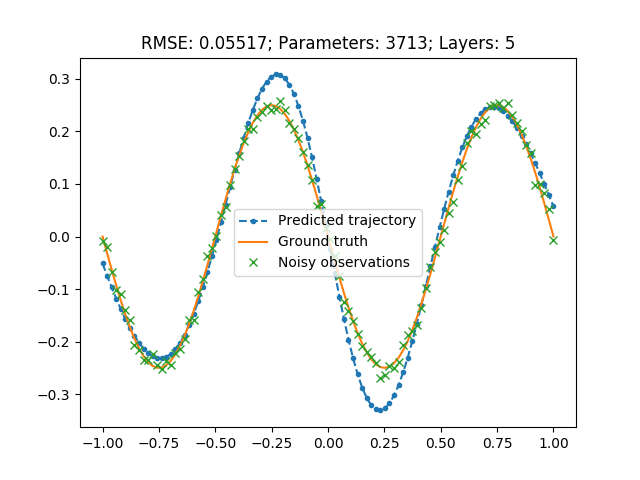 RMSE: 0.05517; Parameters: 3713; Layers: 5
0.3
0.2
0.1
0.0
−0.1
−0.2
−0.3
Predicted trajectory
Ground truth
Noisy observations
−1.00 −0.75 −0.50 −0.25 0.00 0.25 0.50 0.75 1.00